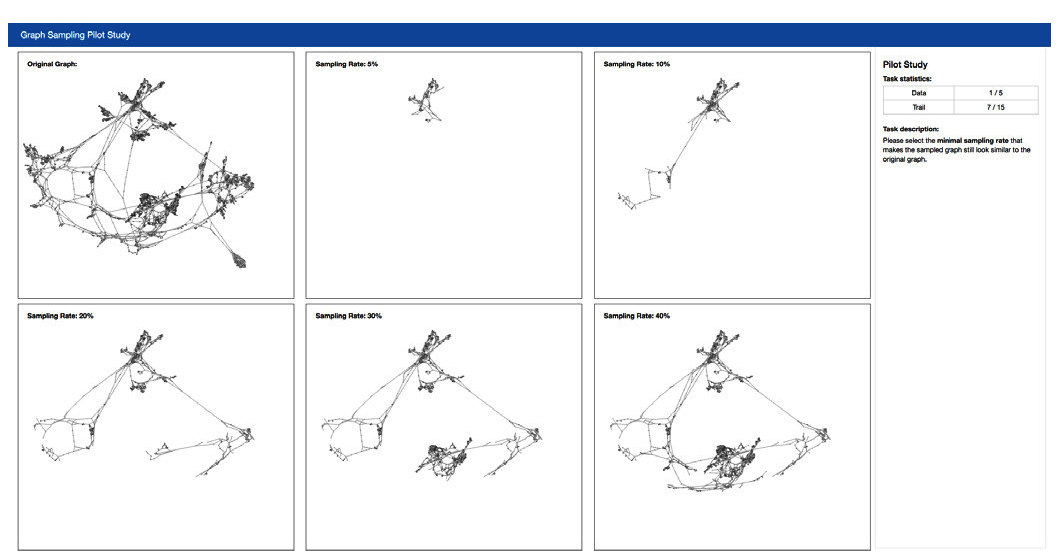 Graph Sampling Pilot Study
Original Graph:
Sampling Rate: 5%
Sampling Rate: 10%
Sampling Rate: 20%
Sampling Rate: 30%
Sampling Rate: 40%
Pilot Study
Task statistics:
Data 1 / 5
Trail 7 / 15
Task description:
Please select the minimal sampling rate that
makes the sampled graph still look similar to the
original graph.